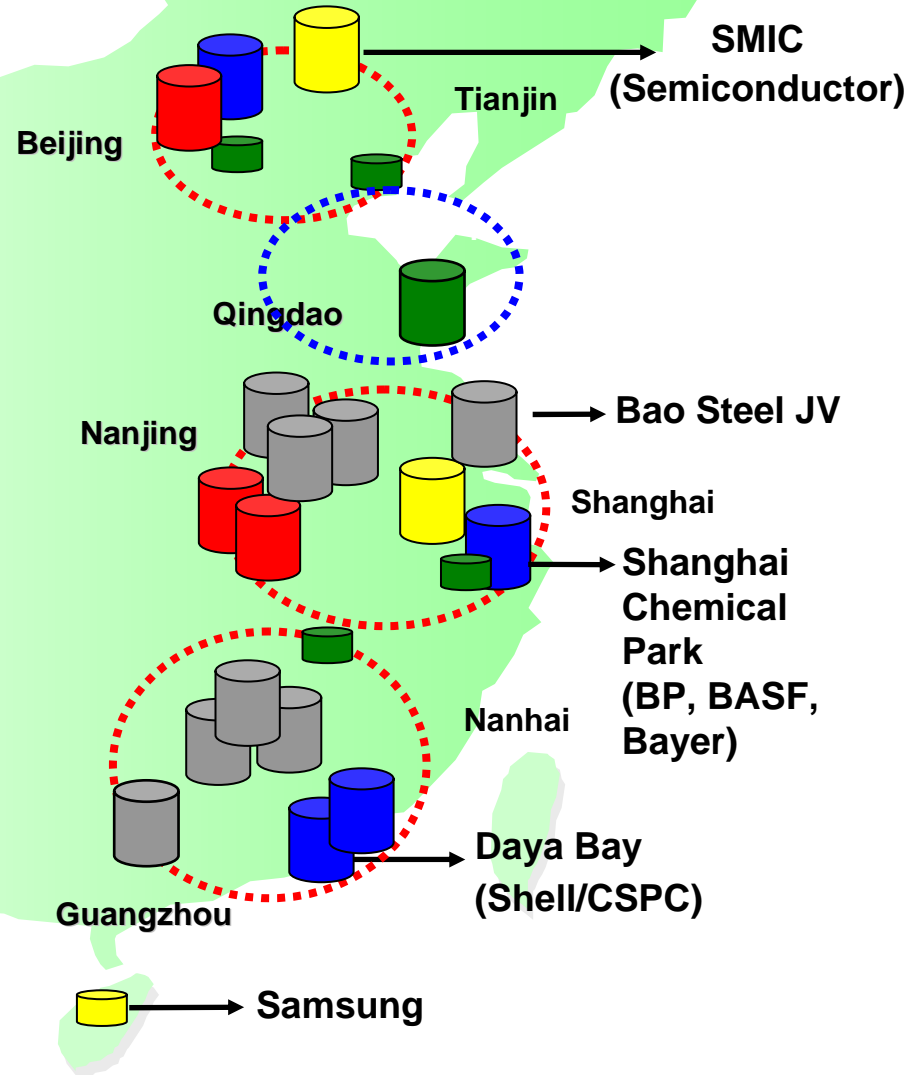 SMIC
(Semiconductor)
Tianjin
Beijing
Qingdao
Bao Steel JV
Nanjing
Shanghai
Shanghai
Chemical
Park
(BP, BASF,
Bayer)
Nanhai
Daya Bay
(Shell/CSPC)
Guangzhou
Samsung